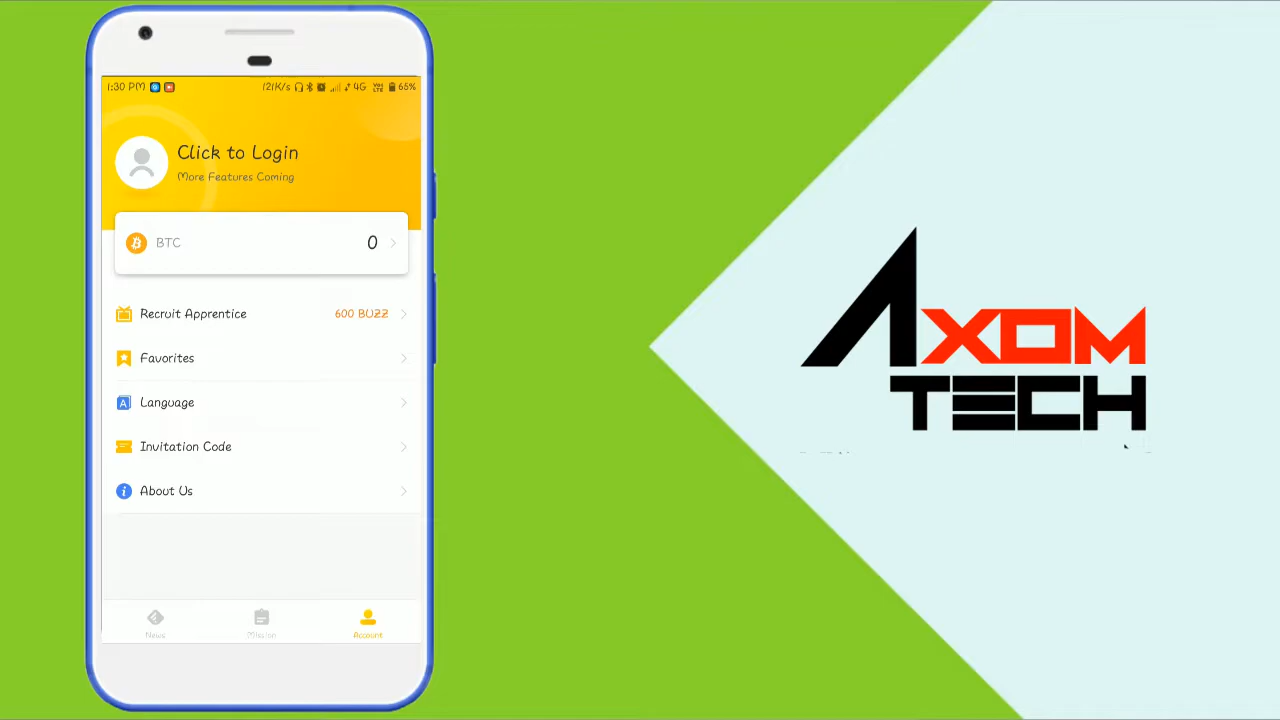 1:30 PM 121K/s 4G 65%
Click to Login
More Features Coming
BTC 0
Recruit Apprentice 600 BUZZ
Favorites
Language
Invitation Code
About Us
News Mission Account
AXOM
TECH